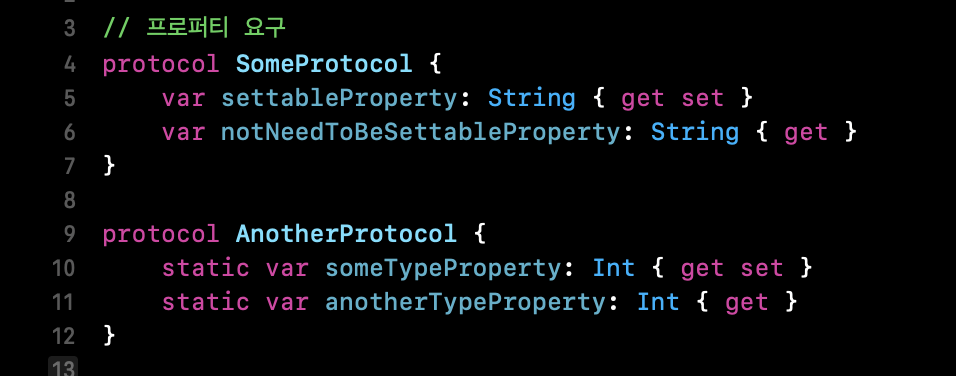 3 // 프로퍼티 요구
4 protocol SomeProtocol {
5 var settableProperty: String { get set }
6 var notNeedToBeSettableProperty: String { get }
7 }
8
9 protocol AnotherProtocol {
10 static var someTypeProperty: Int { get set }
11 static var anotherTypeProperty: Int { get }
12 }
13